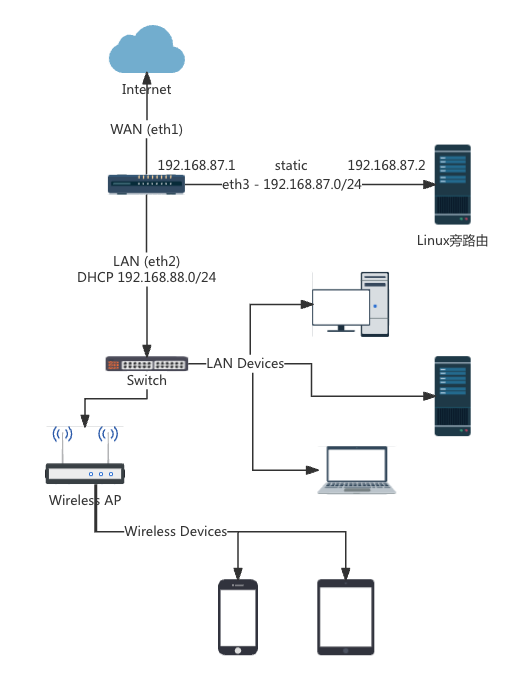 Internet
WAN (eth1)
192.168.87.1 static 192.168.87.2
eth3 - 192.168.87.0/24
Linux旁路由
LAN (eth2)
DHCP 192.168.88.0/24
LAN Devices
Switch
Wireless AP
Wireless Devices